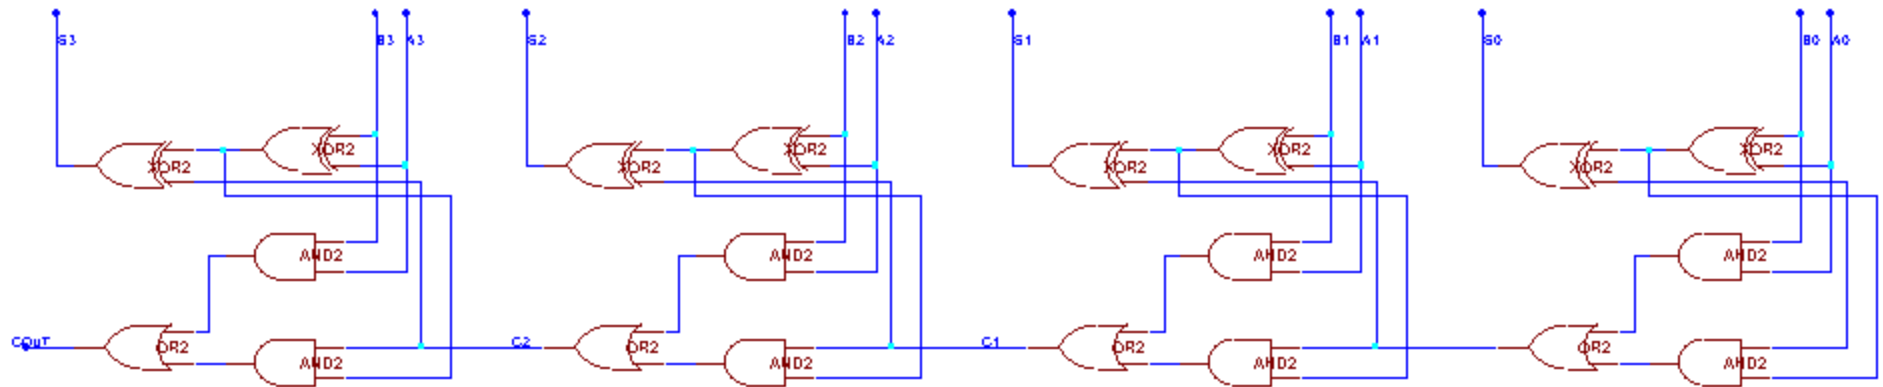 S3 B3 A3 S2 B2 A2 S1 B1 A1 S0 B0 A0
XOR2 XOR2 XOR2 XOR2
XOR2 XOR2 XOR2 XOR2
AND2 AND2 AND2 AND2
COUT OR2 C2 OR2 C1 OR2 OR2
AND2 AND2 AND2 AND2